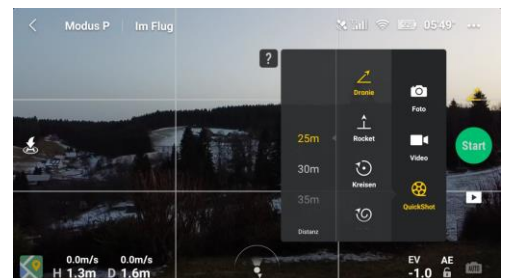 Modus P | Im Flug
05'49"
?
Dronie
Foto
25m
Rocket
Video
Start
30m
Kreisen
QuickShot
35m
Distanz
0.0m/s 0.0m/s
H 1.3m D 1.6m
EV AE
-1.0
AUTO